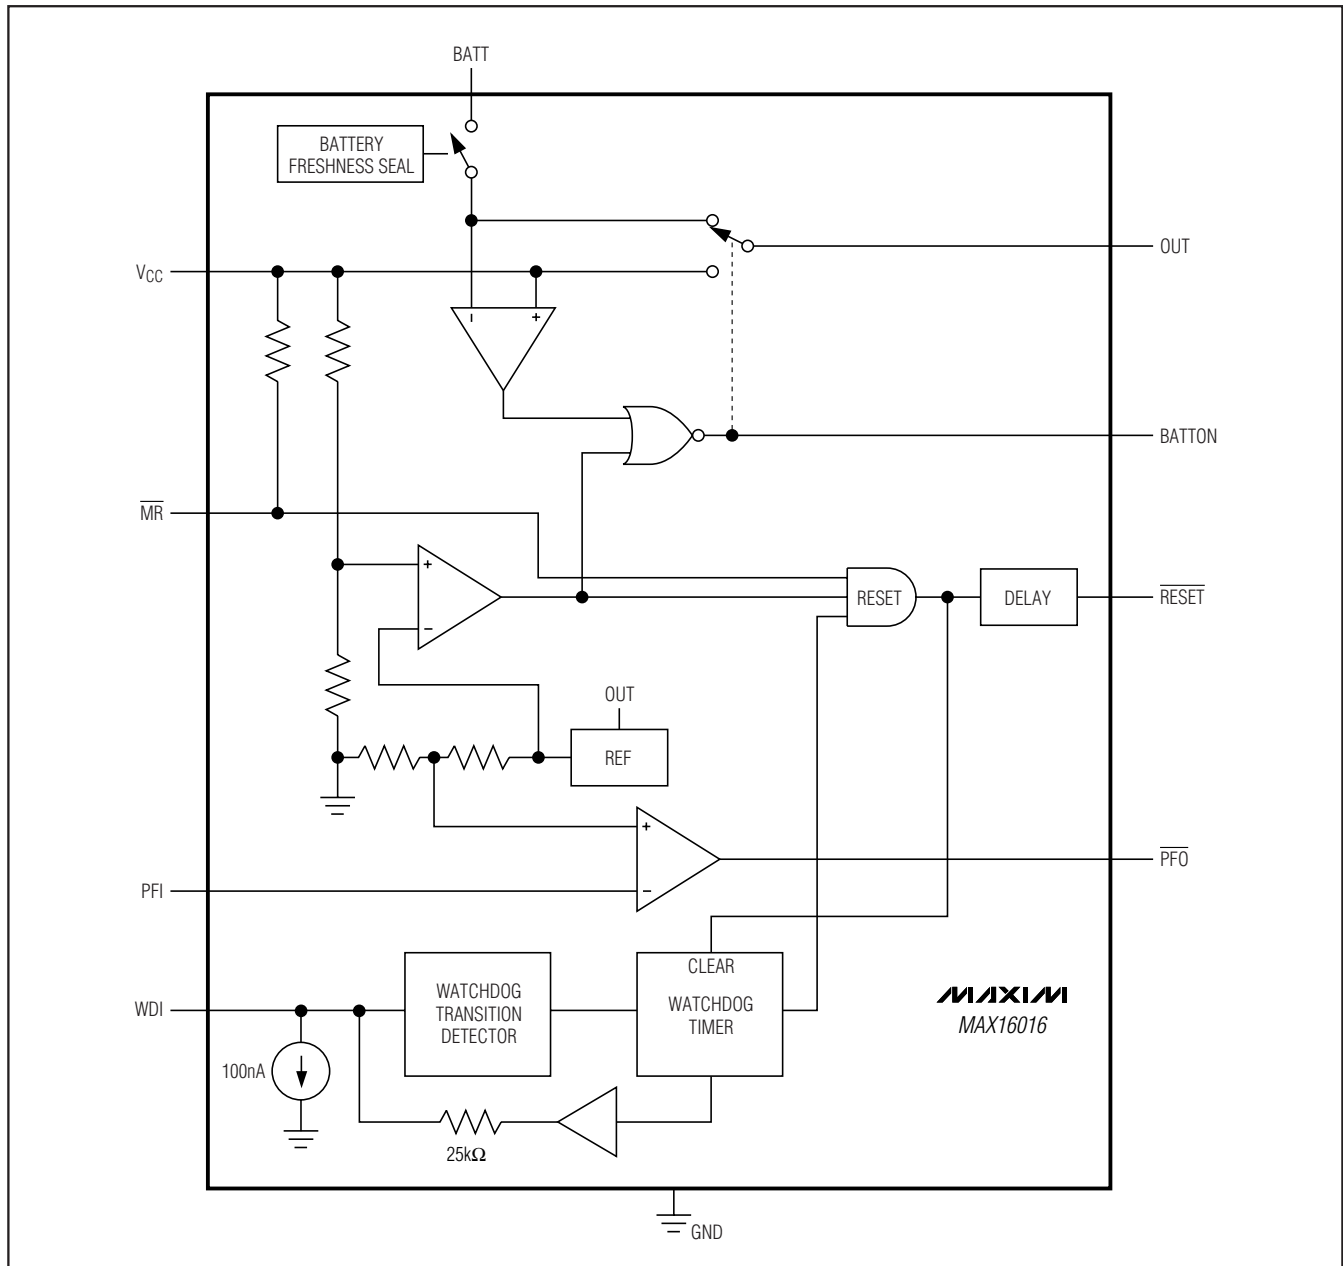 BATT
BATTERY
FRESHNESS SEAL
OUT
VCC
+
BATTON
MR
+
−
RESET
DELAY
RESET
OUT
REF
+
−
PFO
PFI
CLEAR
WATCHDOG
TIMER
WATCHDOG
TRANSITION
DETECTOR
WDI
MAXIM
MAX16016
100nA
25kΩ
GND